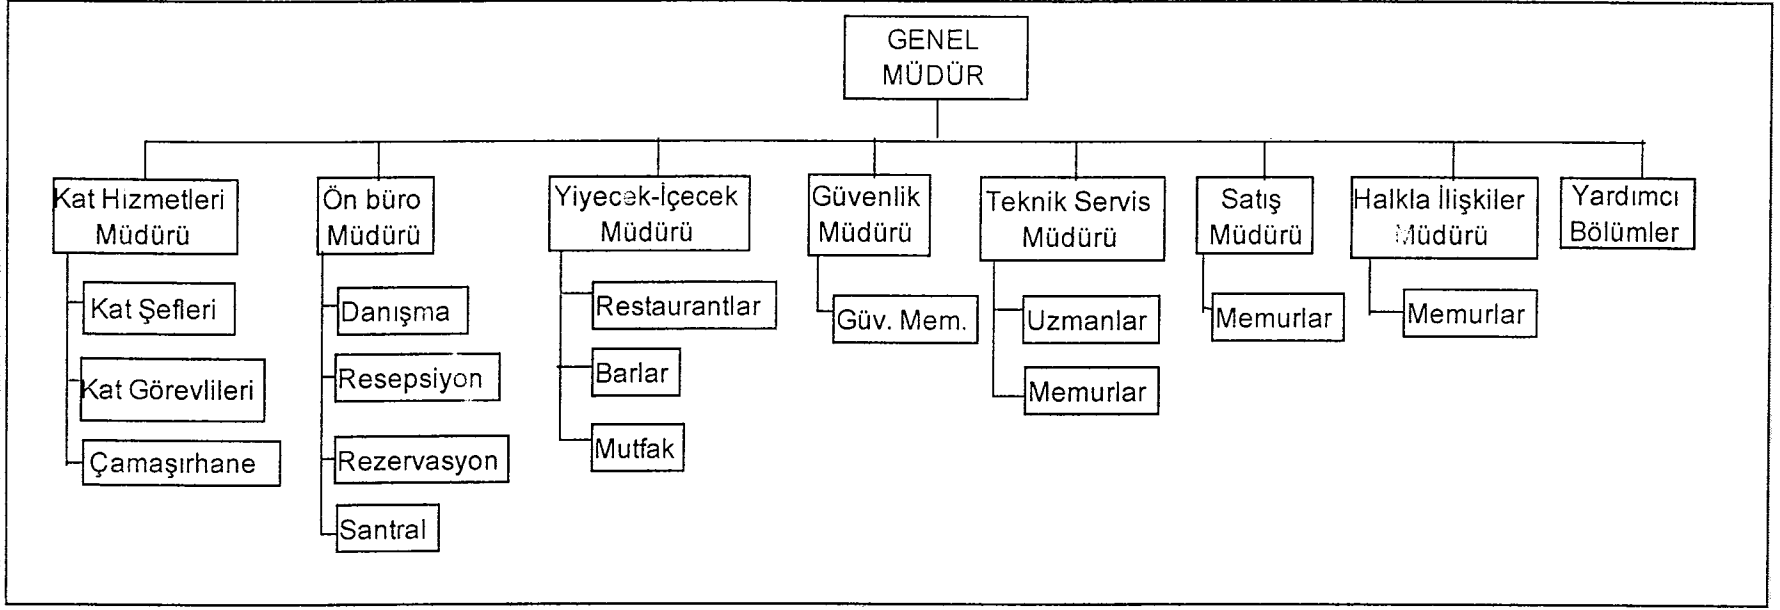 GENEL
MÜDÜR
Kat Hızmetleri
Müdürü
Ön büro
Müdürü
Yiyecek-İçecek
Müdürü
Güvenlik
Müdürü
Teknik Servis
Müdürü
Satış
Müdürü
Halkla İlişkiler
Müdürü
Yardımcı
Bölümler
Kat Şefleri
Kat Görevlileri
Çamaşırhane
Danışma
Resepsiyon
Rezervasyon
Santral
Restaurantlar
Barlar
Mutfak
Güv. Mem.
Uzmanlar
Memurlar
Memurlar
Memurlar